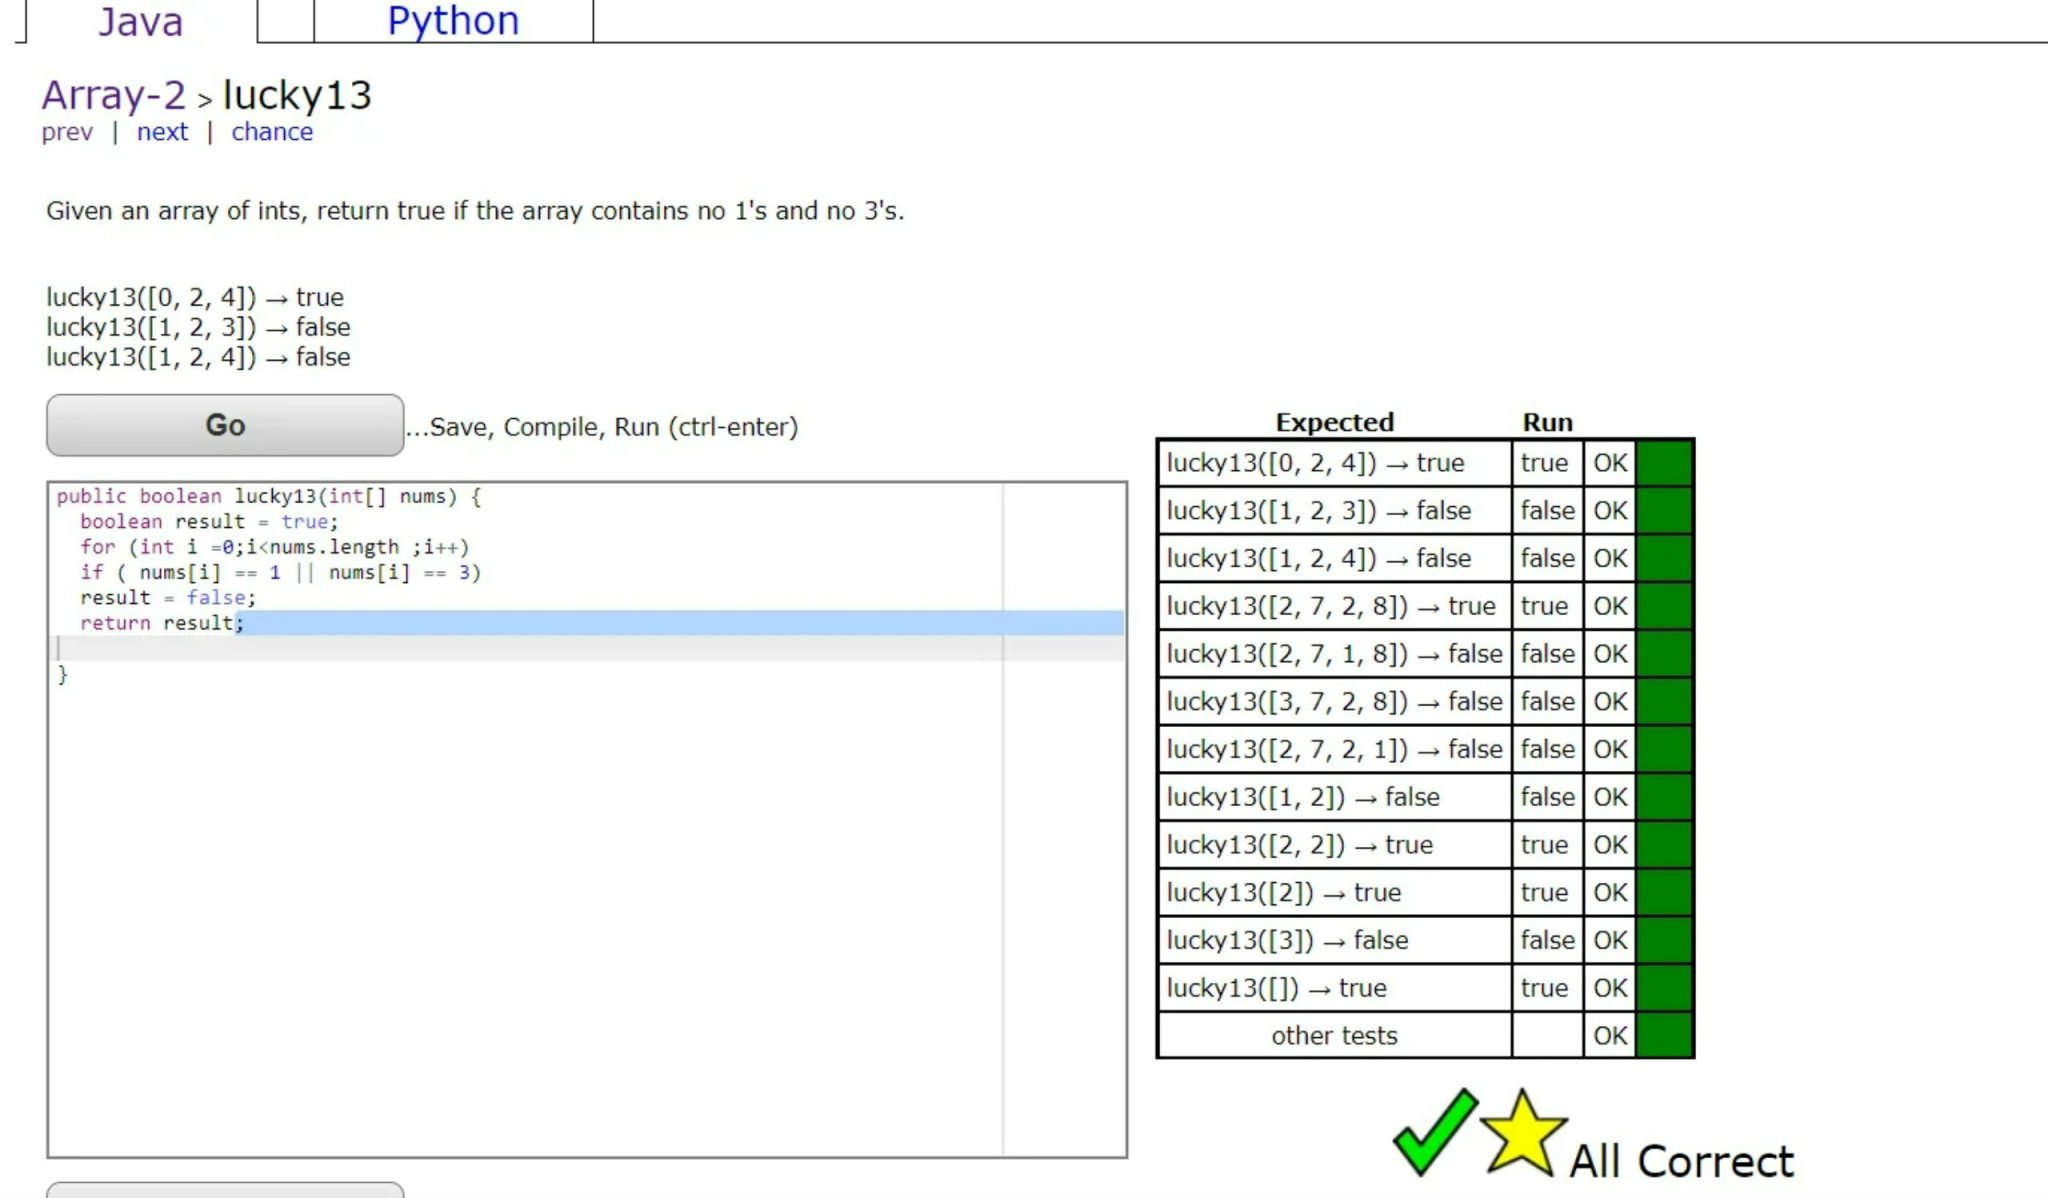 Java
Python
Array-2 > lucky13
prev | next | chance
Given an array of ints, return true if the array contains no 1's and no 3's.
lucky13([0, 2, 4]) → true
lucky13([1, 2, 3]) → false
lucky13([1, 2, 4]) → false
Go
...Save, Compile, Run (ctrl-enter)
public boolean lucky13(int[] nums) {
  boolean result = true;
  for (int i =0;i<nums.length ;i++)
  if ( nums[i] == 1 || nums[i] == 3)
  result = false;
  return result;
}
Expected Run
lucky13([0, 2, 4]) → true true OK
lucky13([1, 2, 3]) → false false OK
lucky13([1, 2, 4]) → false false OK
lucky13([2, 7, 2, 8]) → true true OK
lucky13([2, 7, 1, 8]) → false false OK
lucky13([3, 7, 2, 8]) → false false OK
lucky13([2, 7, 2, 1]) → false false OK
lucky13([1, 2]) → false false OK
lucky13([2, 2]) → true true OK
lucky13([2]) → true true OK
lucky13([3]) → false false OK
lucky13([]) → true true OK
other tests OK
All Correct